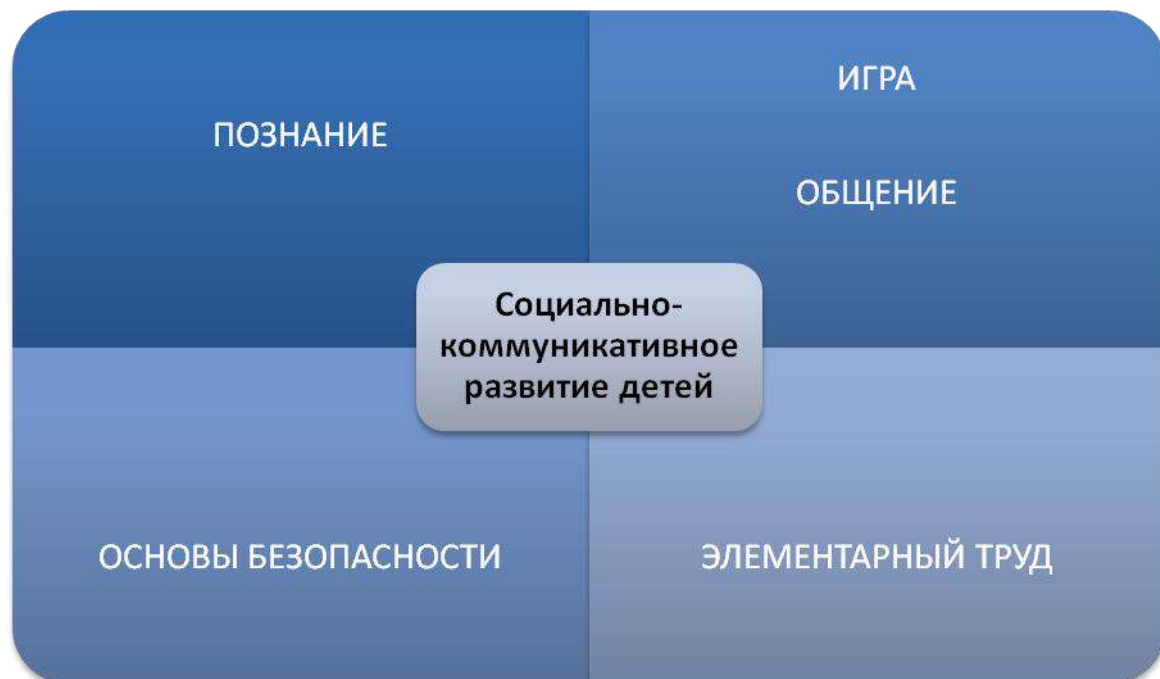 ПОЗНАНИЕ
ИГРА
ОБЩЕНИЕ
Социально-
коммуникативное
развитие детей
ОСНОВЫ БЕЗОПАСНОСТИ
ЭЛЕМЕНТАРНЫЙ ТРУД